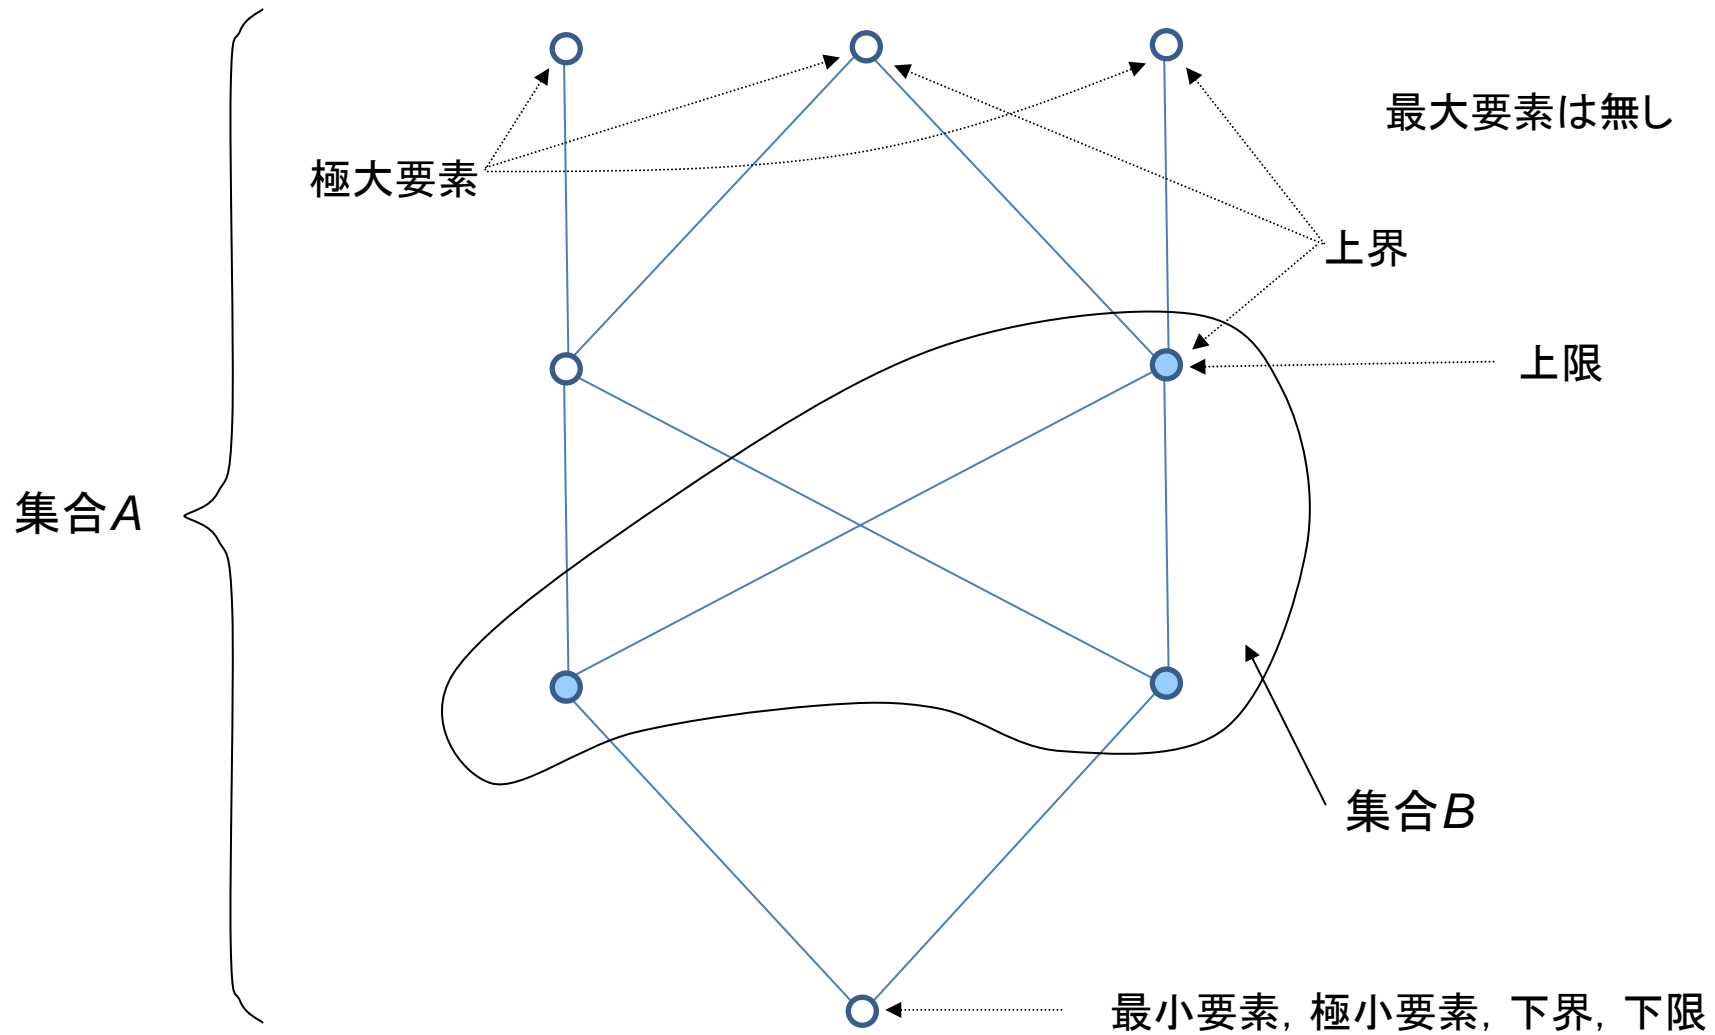 最大要素は無し
極大要素
上界
上限
集合A
集合B
最小要素, 極小要素, 下界, 下限